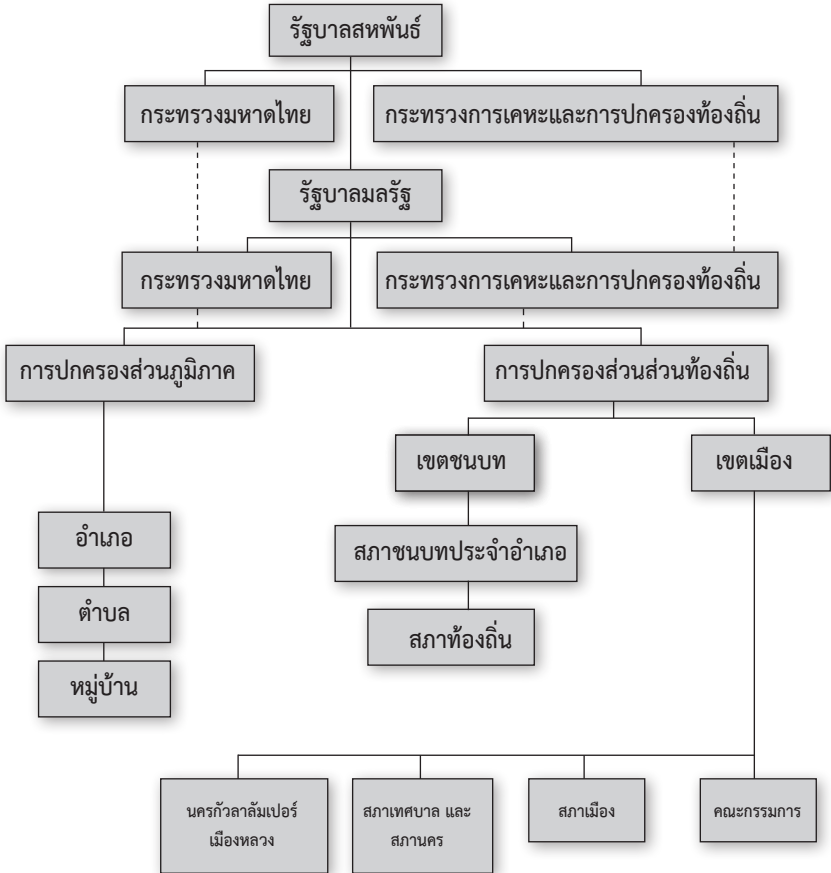 รัฐบาลสหพันธ์
กระทรวงมหาดไทย
กระทรวงการเคหะและการปกครองท้องถิ่น
รัฐบาลมลรัฐ
กระทรวงมหาดไทย
กระทรวงการเคหะและการปกครองท้องถิ่น
การปกครองส่วนภูมิภาค
การปกครองส่วนส่วนท้องถิ่น
เขตชนบท
เขตเมือง
อำเภอ
สภาชนบทประจำอำเภอ
ตำบล
สภาท้องถิ่น
หมู่บ้าน
นครกัวลาลัมเปอร์
เมืองหลวง
สภาเทศบาล และ
สภานคร
สภาเมือง
คณะกรรมการ